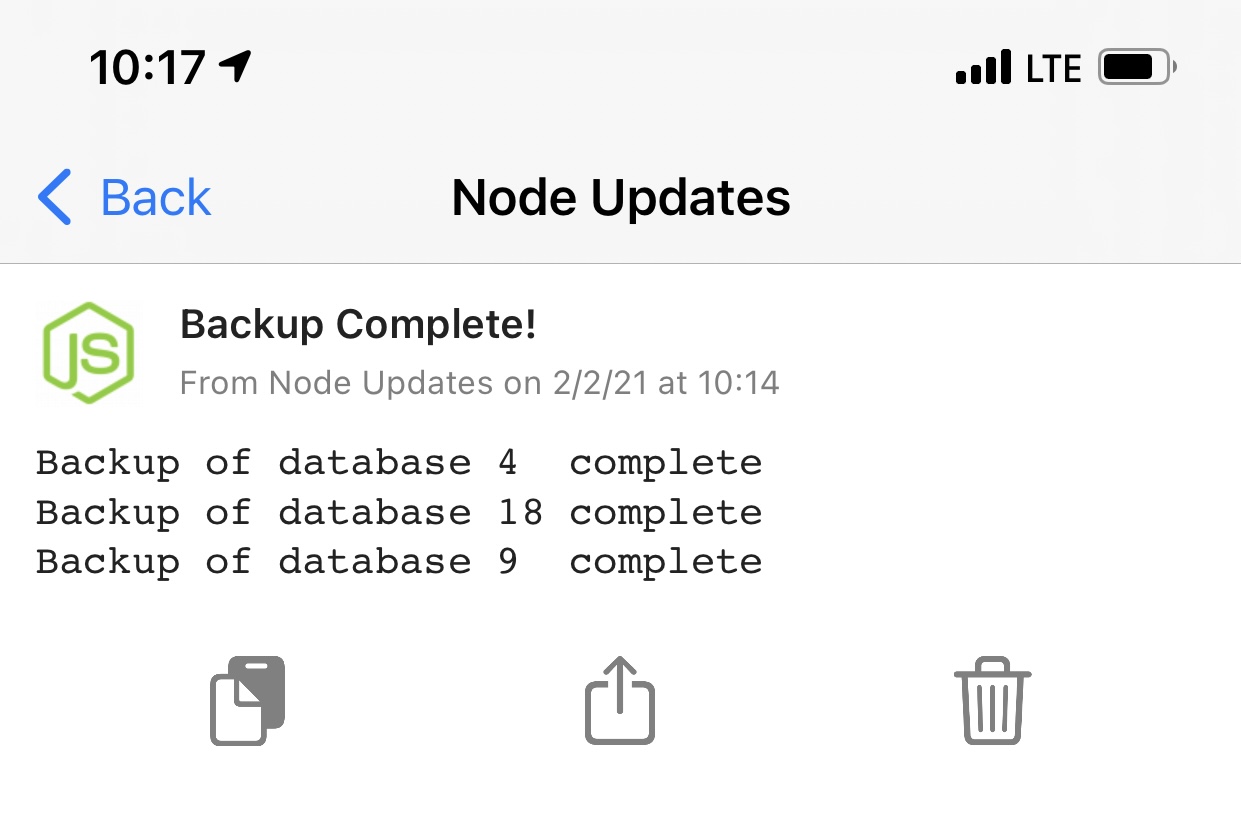 10:17 LTE
Back Node Updates
JS Backup Complete!
From Node Updates on 2/2/21 at 10:14
Backup of database 4  complete
Backup of database 18 complete
Backup of database 9  complete